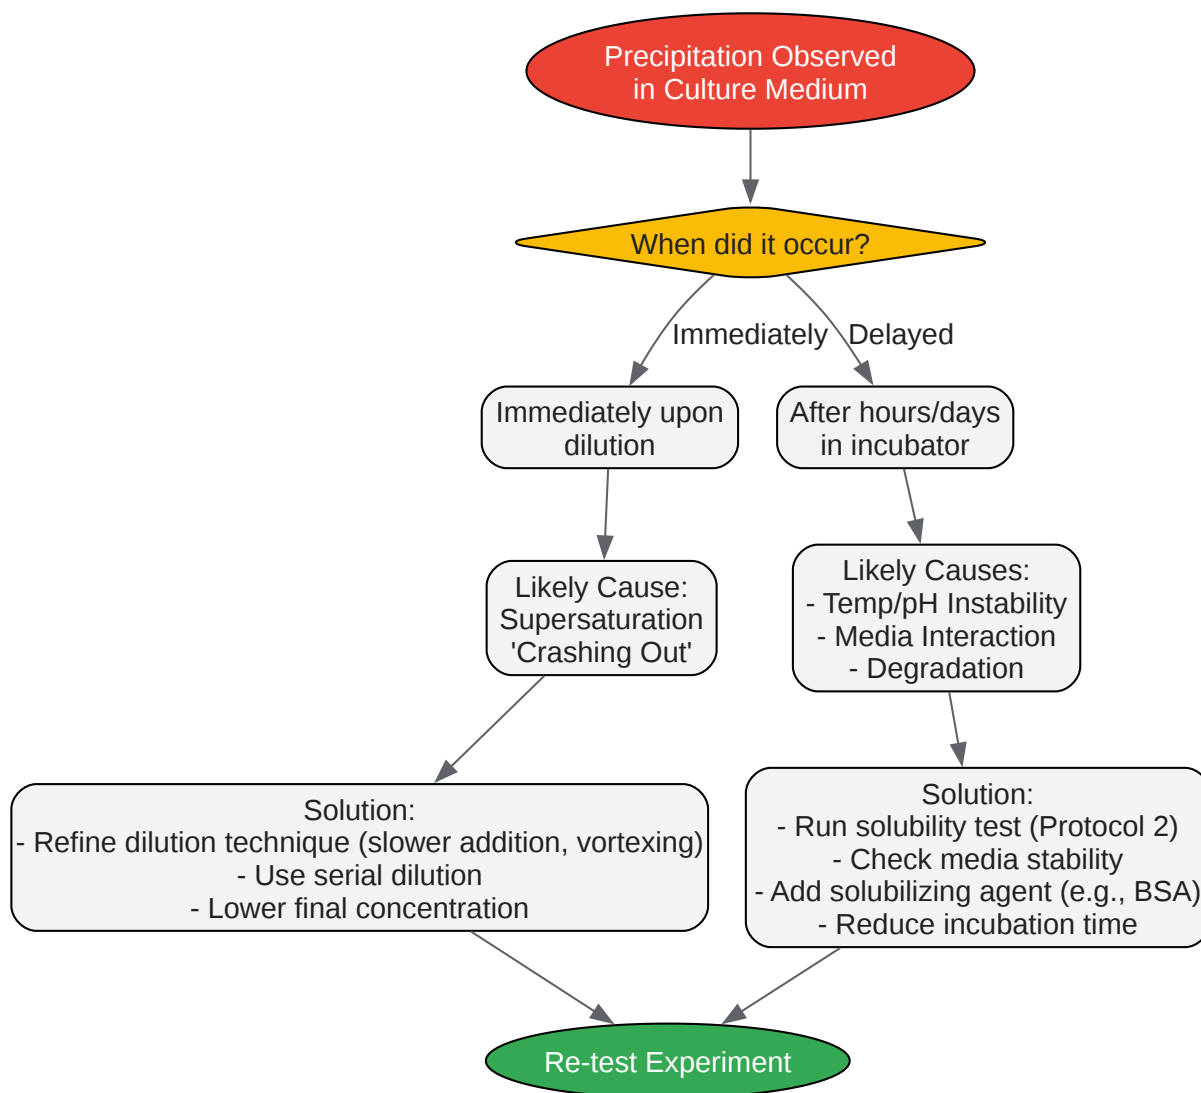 Precipitation Observed
in Culture Medium
When did it occur?
Immediately
Delayed
Immediately upon
dilution
After hours/days
in incubator
Likely Cause:
Supersaturation
'Crashing Out'
Likely Causes:
- Temp/pH Instability
- Media Interaction
- Degradation
Solution:
- Refine dilution technique (slower addition, vortexing)
- Use serial dilution
- Lower final concentration
Solution:
- Run solubility test (Protocol 2)
- Check media stability
- Add solubilizing agent (e.g., BSA)
- Reduce incubation time
Re-test Experiment